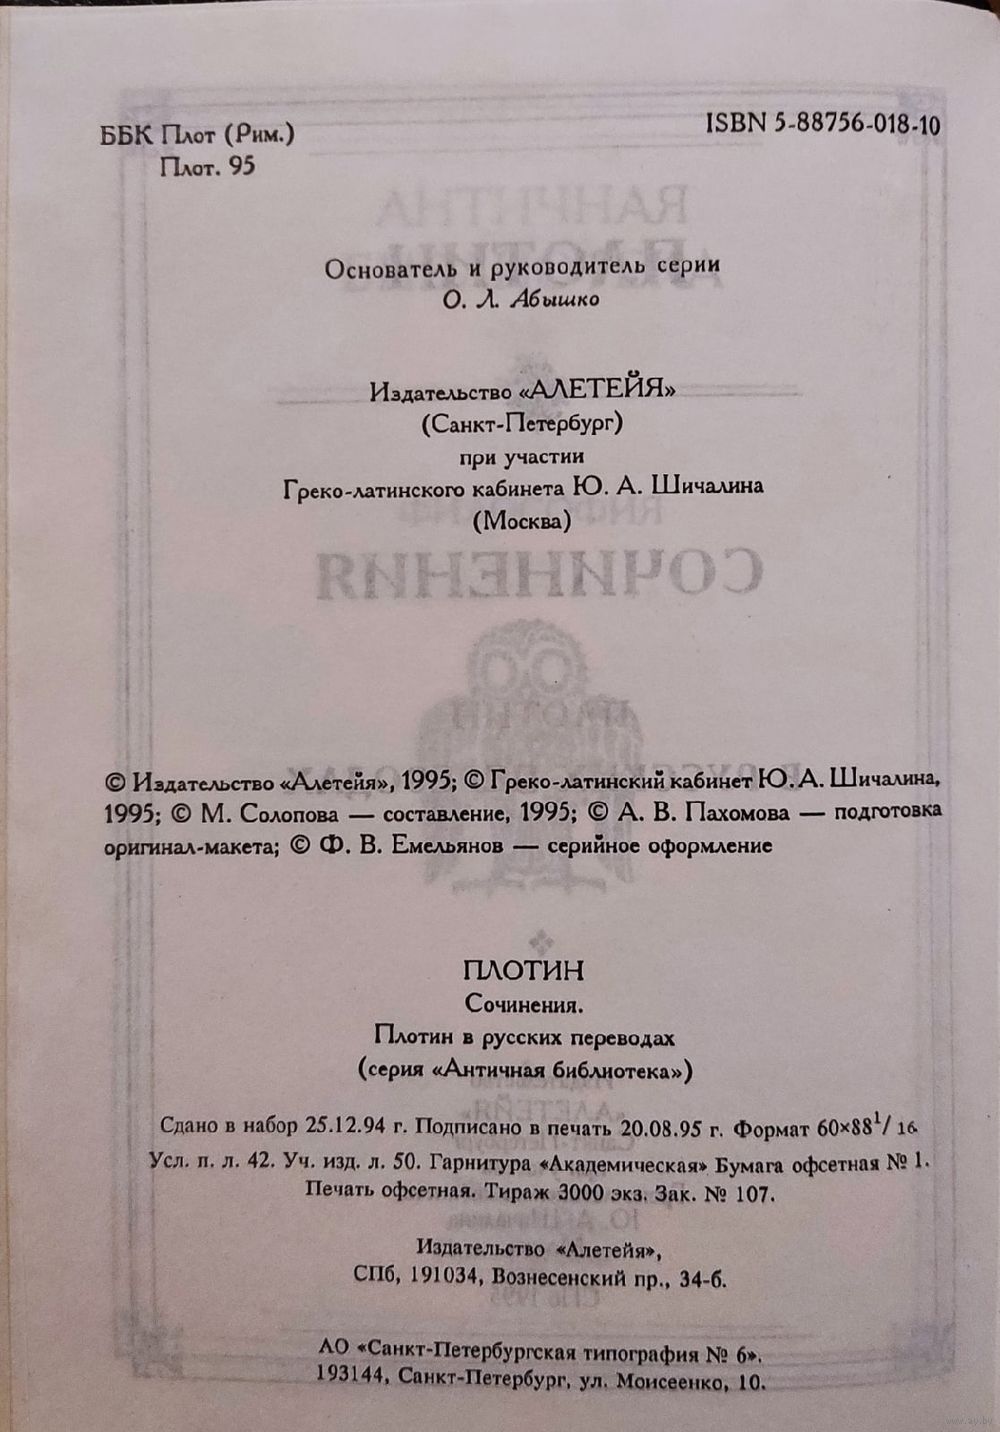 ББК Плот (Рим.)
Плот. 95
ISBN 5-88756-018-10
Основатель и руководитель серии
О. Л. Абышко
Издательство «АЛЕТЕЙЯ»
(Санкт-Петербург)
при участии
Греко-латинского кабинета Ю. А. Шичалина
(Москва)
СОЧИНЕНИЯ
© Издательство «Алетейя», 1995; © Греко-латинский кабинет Ю. А. Шичалина,
1995; © М. Солопова — составление, 1995; © А. В. Пахомова — подготовка
оригинал-макета; © Ф. В. Емельянов — серийное оформление
ПЛОТИН
Сочинения.
Плотин в русских переводах
(серия «Античная библиотека»)
Сдано в набор 25.12.94 г. Подписано в печать 20.08.95 г. Формат 60×88 1/16.
Усл. п. л. 42. Уч. изд. л. 50. Гарнитура «Академическая» Бумага офсетная № 1.
Печать офсетная. Тираж 3000 экз. Зак. № 107.
Издательство «Алетейя»,
СПб, 191034, Вознесенский пр., 34-б.
АО «Санкт-Петербургская типография № 6».
193144, Санкт-Петербург, ул. Моисеенко, 10.